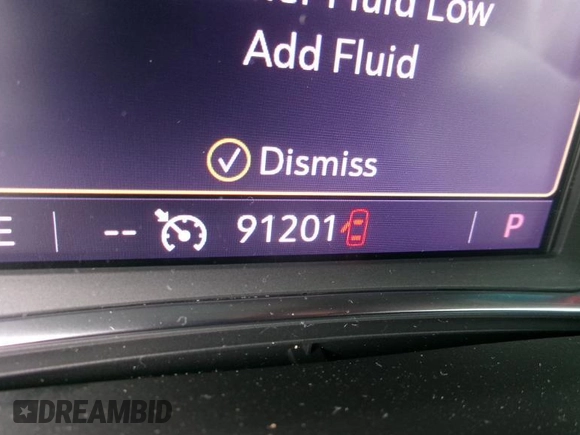 Fluid Low
Add Fluid
Dismiss
E -- 91201 P
DREAMBID